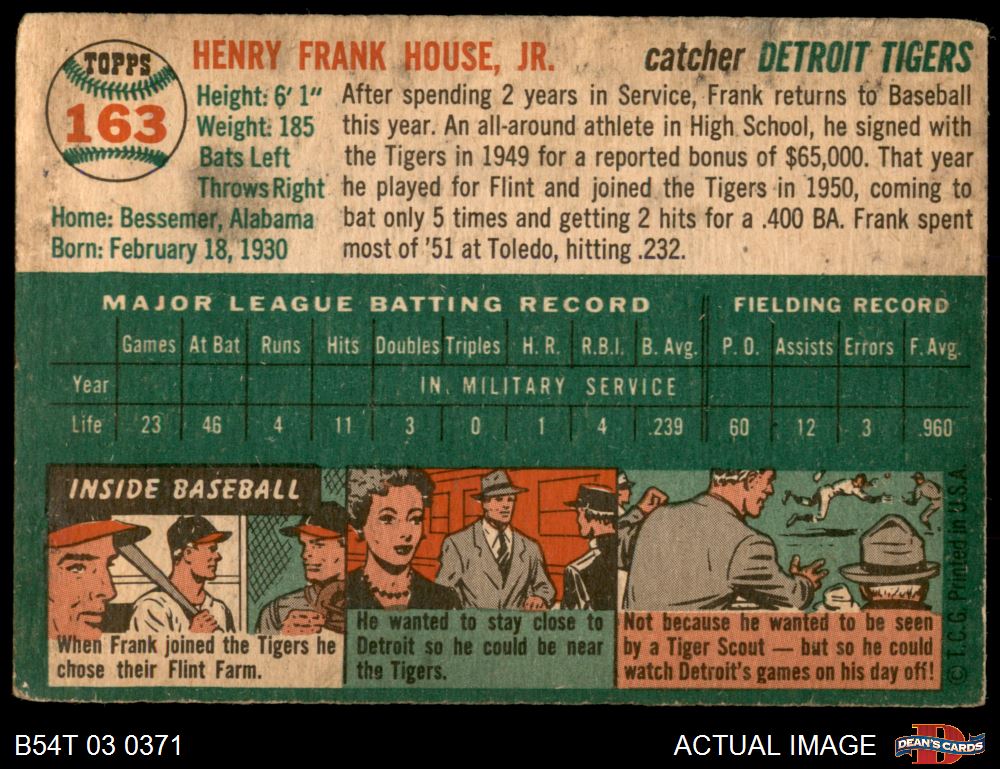 TOPPS
163
HENRY FRANK HOUSE, JR.
catcher DETROIT TIGERS
Height: 6' 1"
Weight: 185
Bats Left
Throws Right
Home: Bessemer, Alabama
Born: February 18, 1930
After spending 2 years in Service, Frank returns to Baseball
this year. An all-around athlete in High School, he signed with
the Tigers in 1949 for a reported bonus of $65,000. That year
he played for Flint and joined the Tigers in 1950, coming to
bat only 5 times and getting 2 hits for a .400 BA. Frank spent
most of '51 at Toledo, hitting .232.
MAJOR LEAGUE BATTING RECORD FIELDING RECORD
Games At Bat Runs Hits Doubles Triples H. R. R.B.I. B. Avg. P. O. Assists Errors F. Avg.
Year IN MILITARY SERVICE
Life 23 46 4 11 3 0 1 4 .239 60 12 3 .960
INSIDE BASEBALL
When Frank joined the Tigers he
chose their Flint Farm.
He wanted to stay close to
Detroit so he could be near
the Tigers.
Not because he wanted to be seen
by a Tiger Scout — but so he could
watch Detroit's games on his day off!
© T.C.G. Printed in U.S.A.
B54T 03 0371
ACTUAL IMAGE
DEAN'S CARDS